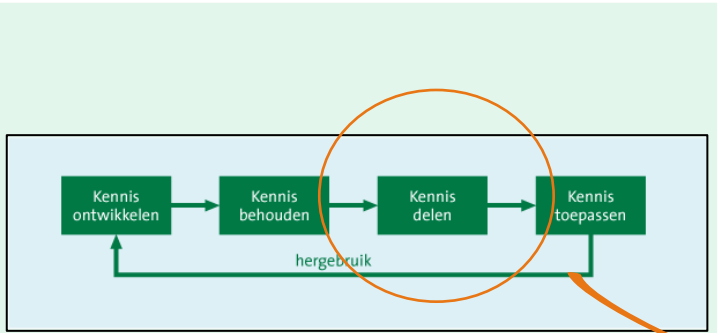 Kennis
ontwikkelen
Kennis
behouden
Kennis
delen
Kennis
toepassen
hergebruik